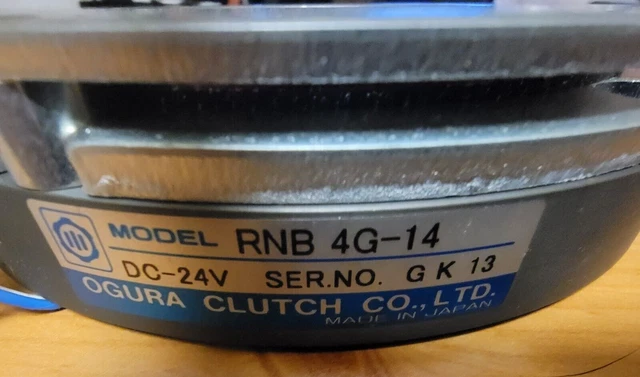 MODEL RNB 4G-14
DC-24V SER.NO. G K 13
OGURA CLUTCH CO., LTD.
MADE IN JAPAN